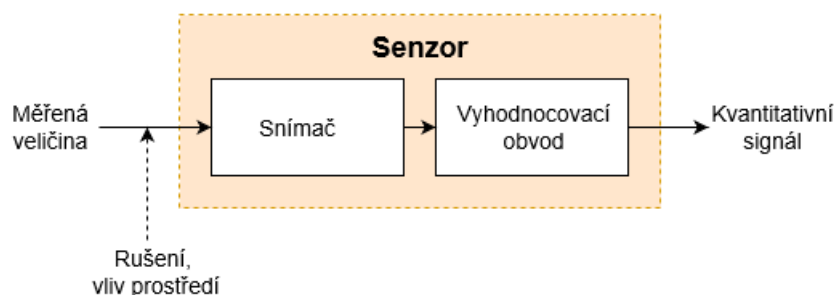 Senzor
Měřená
veličina
Snímač
Vyhodnocovací
obvod
Kvantitativní
signál
Rušení,
vliv prostředí